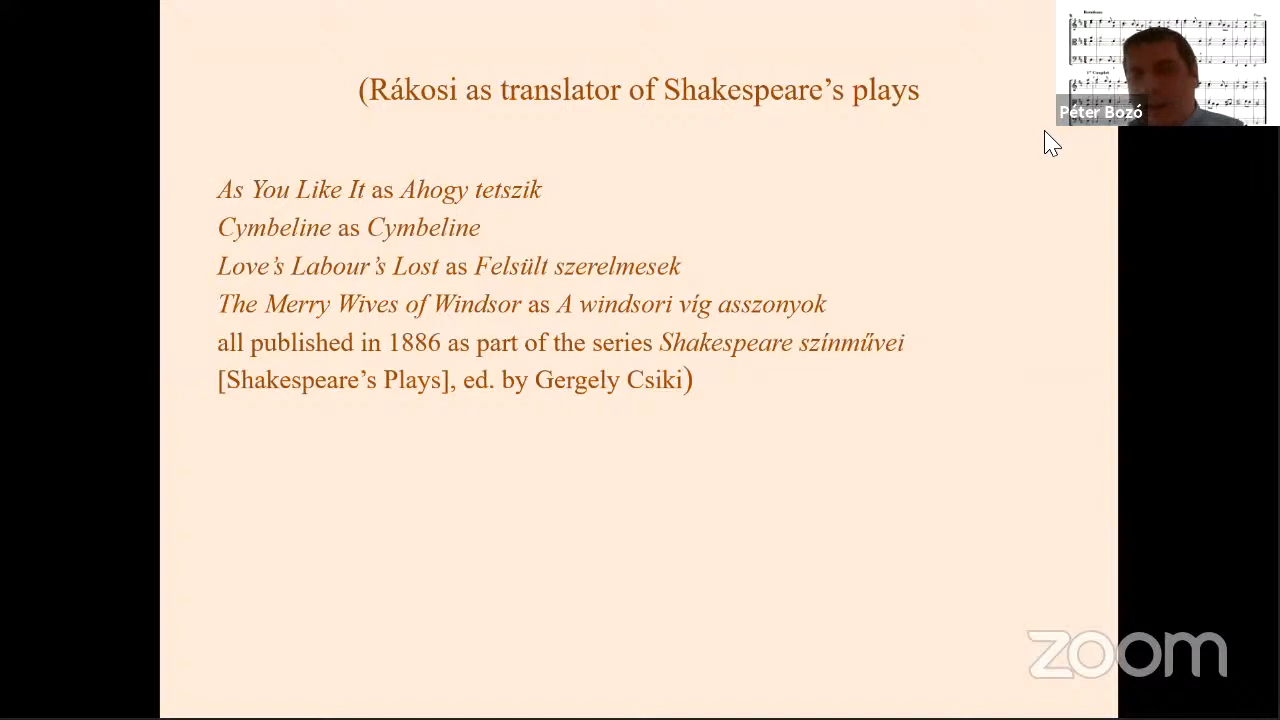 (Rákosi as translator of Shakespeare’s plays
Péter Bozó
As You Like It as Ahogy tetszik
Cymbeline as Cymbeline
Love’s Labour’s Lost as Felsült szerelmesek
The Merry Wives of Windsor as A windsori víg asszonyok
all published in 1886 as part of the series Shakespeare színművei
[Shakespeare’s Plays], ed. by Gergely Csiki)
zoom